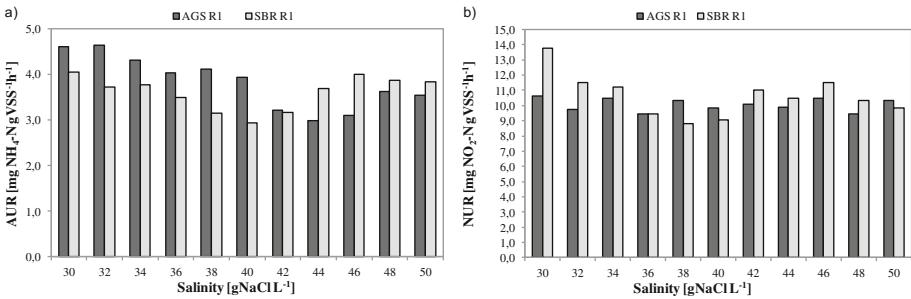 a)
AGS R1 SBR R1
AUR [mg NH₄-N g VSS⁻¹h⁻¹]
5,0
4,0
3,0
2,0
1,0
0,0
30 32 34 36 38 40 42 44 46 48 50
Salinity [gNaCl L⁻¹]
b)
AGS R1 SBR R1
NUR [mg NO₂-N g VSS⁻¹h⁻¹]
15,0
14,0
13,0
12,0
11,0
10,0
9,0
8,0
7,0
6,0
5,0
4,0
3,0
2,0
1,0
0,0
30 32 34 36 38 40 42 44 46 48 50
Salinity [gNaCl L⁻¹]